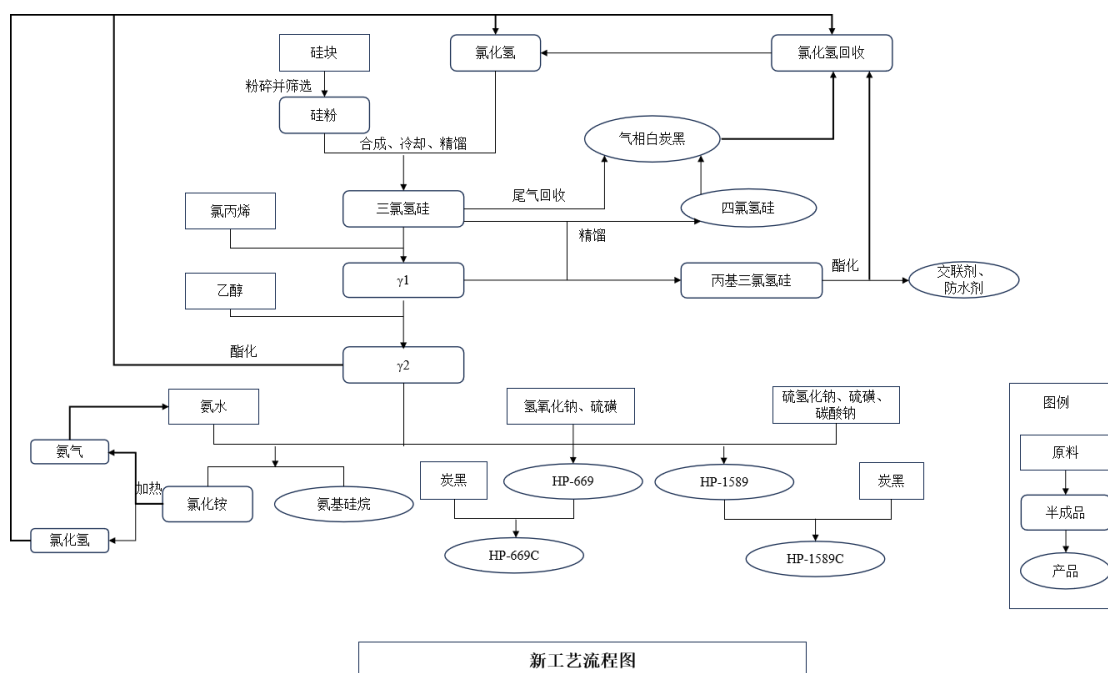 硅块
氯化氢
氯化氢回收
粉碎并筛选
硅粉
合成、冷却、精馏
气相白炭黑
三氯氢硅
尾气回收
四氯氢硅
氯丙烯
精馏
γ1
丙基三氯氢硅
酯化
交联剂、
防水剂
乙醇
酯化
γ2
氨水
氢氧化钠、硫磺
硫氢化钠、硫磺、
碳酸钠
图例
氨气
原料
加热
氯化铵
氨基硅烷
炭黑
HP-669
HP-1589
炭黑
半成品
氯化氢
HP-669C
HP-1589C
产品
新工艺流程图